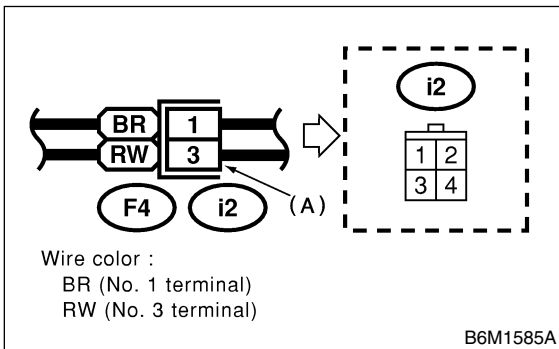 i2
BR 1
RW 3
1 2
3 4
F4 i2 (A)
Wire color :
BR (No. 1 terminal)
RW (No. 3 terminal)
B6M1585A